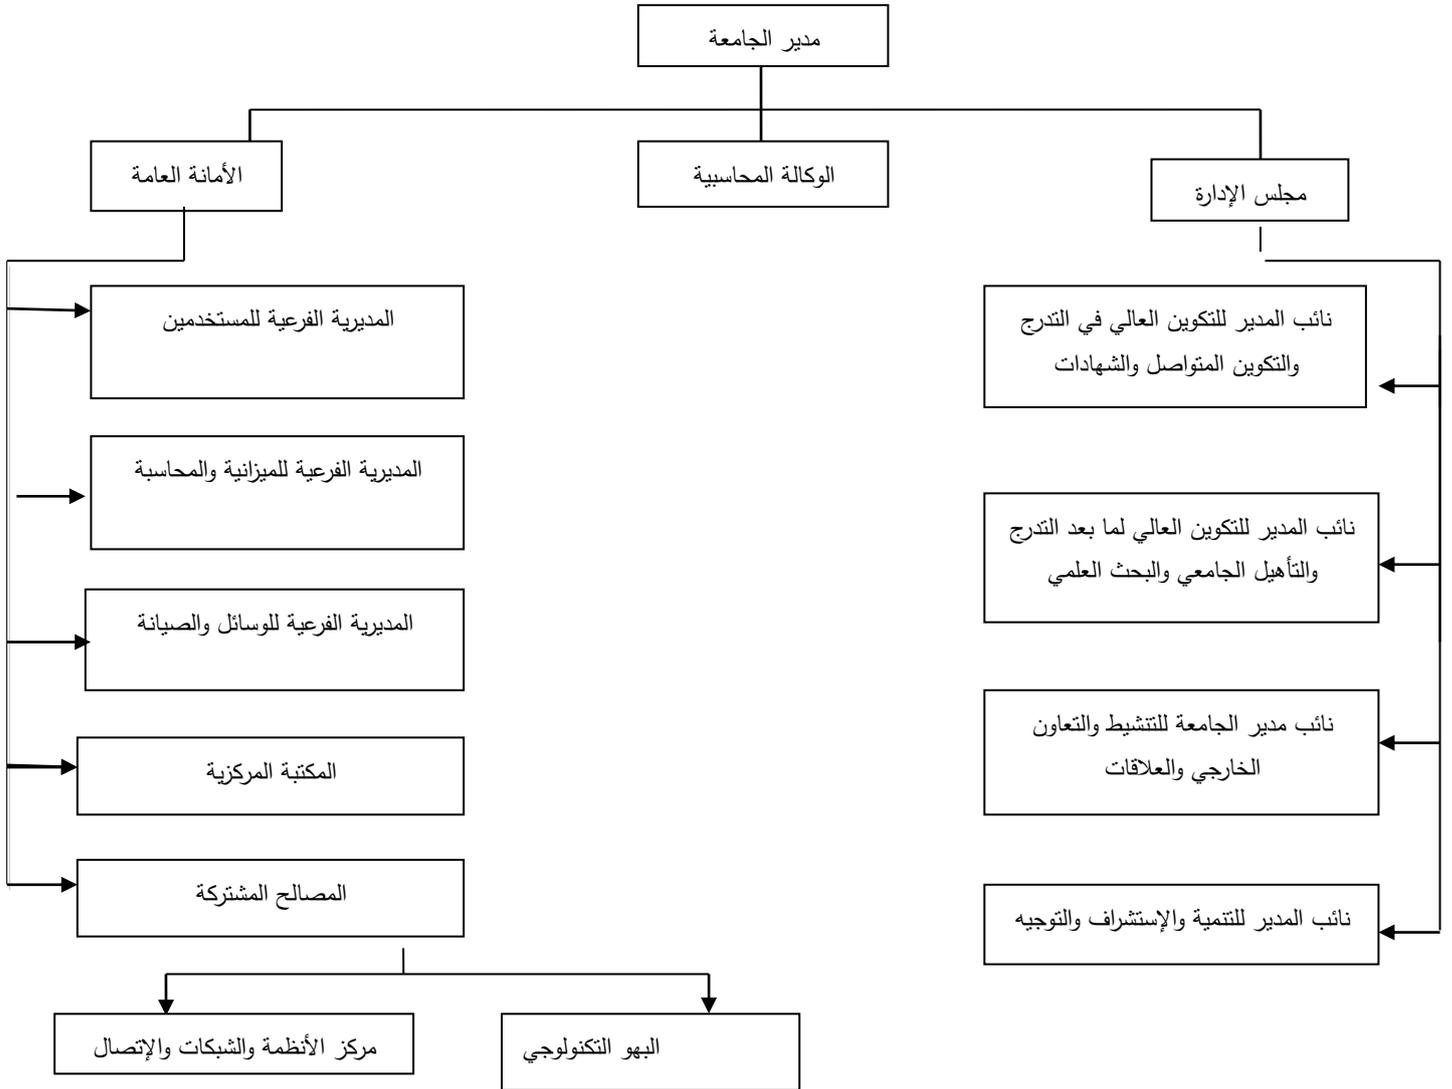 مدير الجامعة
مجلس الإدارة
الوكالة المحاسبية
الأمانة العامة
نائب المدير للتكوين العالي في التدرج
والتكوين المتواصل والشهادات
نائب المدير للتكوين العالي لما بعد التدرج
والتأهيل الجامعي والبحث العلمي
نائب مدير الجامعة للتنشيط والتعاون
الخارجي والعلاقات
نائب المدير للتنمية والإستشراف والتوجيه
المديرية الفرعية للمستخدمين
المديرية الفرعية للميزانية والمحاسبة
المديرية الفرعية للوسائل والصيانة
المكتبة المركزية
المصالح المشتركة
البهو التكنولوجي
مركز الأنظمة والشبكات والإتصال